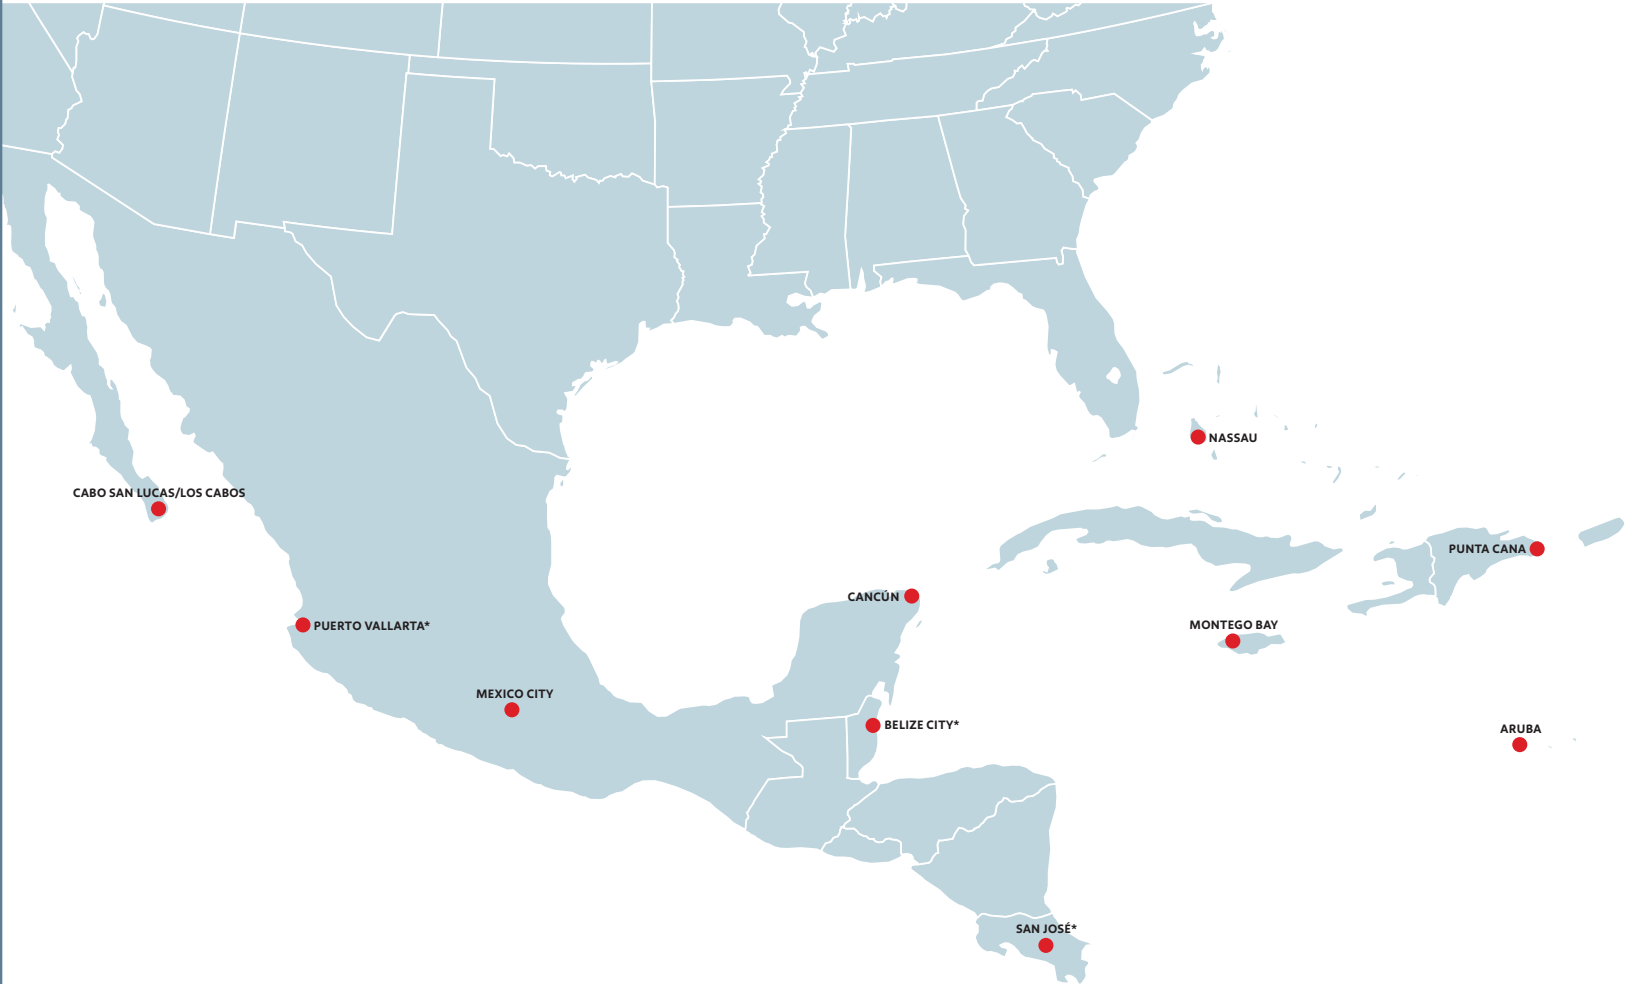 NASSAU
CABO SAN LUCAS/LOS CABOS
PUNTA CANA
CANCÚN
PUERTO VALLARTA*
MONTEGO BAY
MEXICO CITY
BELIZE CITY*
ARUBA
SAN JOSÉ*